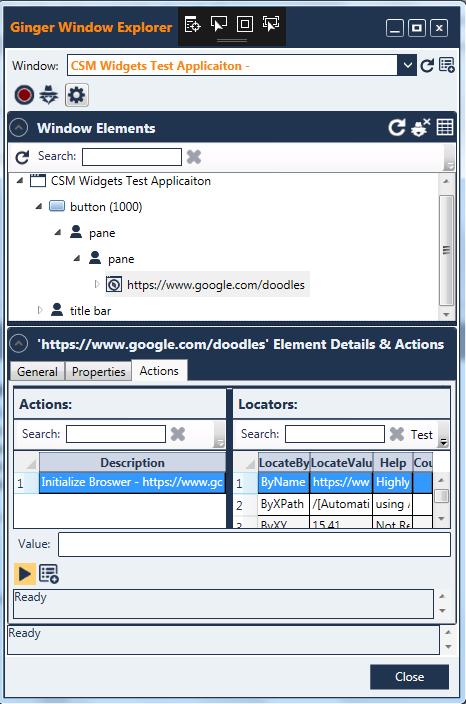 Ginger Window Explorer
Window: CSM Widgets Test Applicaiton -
Window Elements
Search:
CSM Widgets Test Applicaiton
button (1000)
pane
pane
https://www.google.com/doodles
title bar
'https://www.google.com/doodles' Element Details & Actions
General Properties Actions
Actions:
Search:
Description
1 Initialize Broswer - https://www.gc
Locators:
Search: Test
LocateBy LocateValu Help Cou
1 ByName https://ww Highly
2 ByXPath /[Automati using
3 ByXY 15,41 Not Re
Value:
Ready
Ready
Close